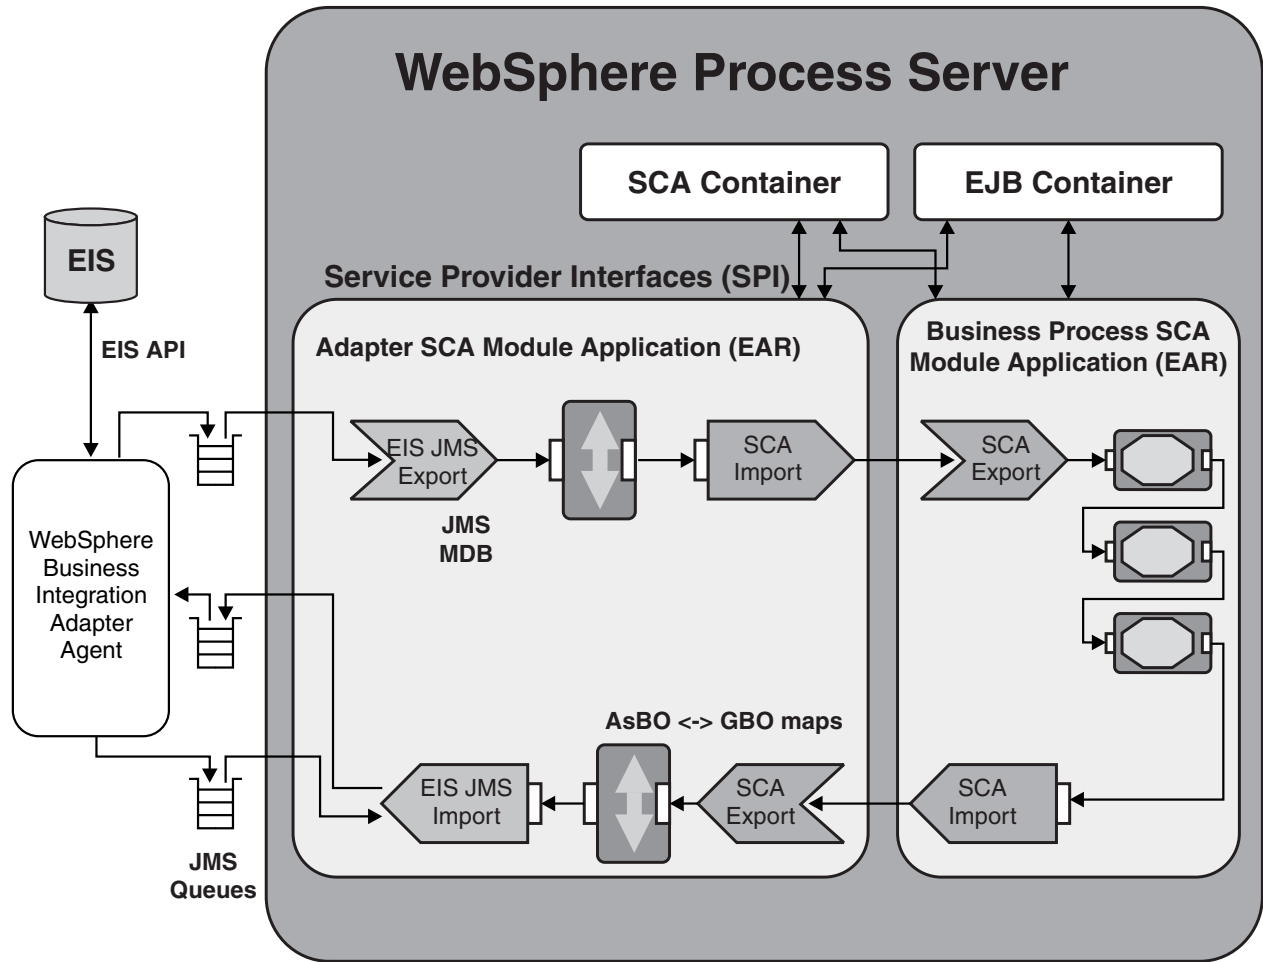 WebSphere Process Server
SCA Container
EJB Container
EIS
Service Provider Interfaces (SPI)
EIS API
Adapter SCA Module Application (EAR)
Business Process SCA
Module Application (EAR)
EIS JMS
Export
SCA
Import
SCA
Export
JMS
MDB
WebSphere
Business
Integration
Adapter
Agent
AsBO <-> GBO maps
EIS JMS
Import
SCA
Export
SCA
Import
JMS
Queues